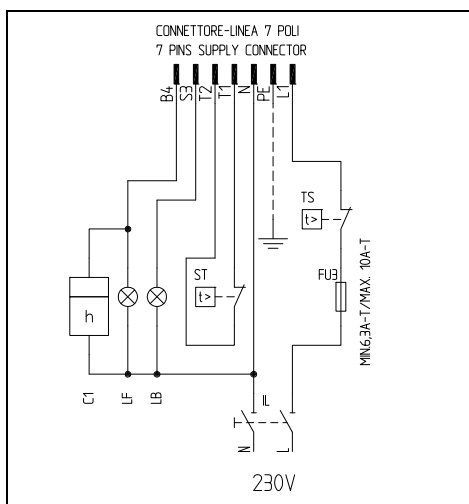 CONNETTORE-LINEA 7 POLI
7 PINS SUPPLY CONNECTOR
B4
S3
T2
T1
N
PE
L1
TS
t>
ST
t>
FU3
MIN.6,3A-T/MAX. 10A-T
h
C1
LF
LB
IL
N
L
230V